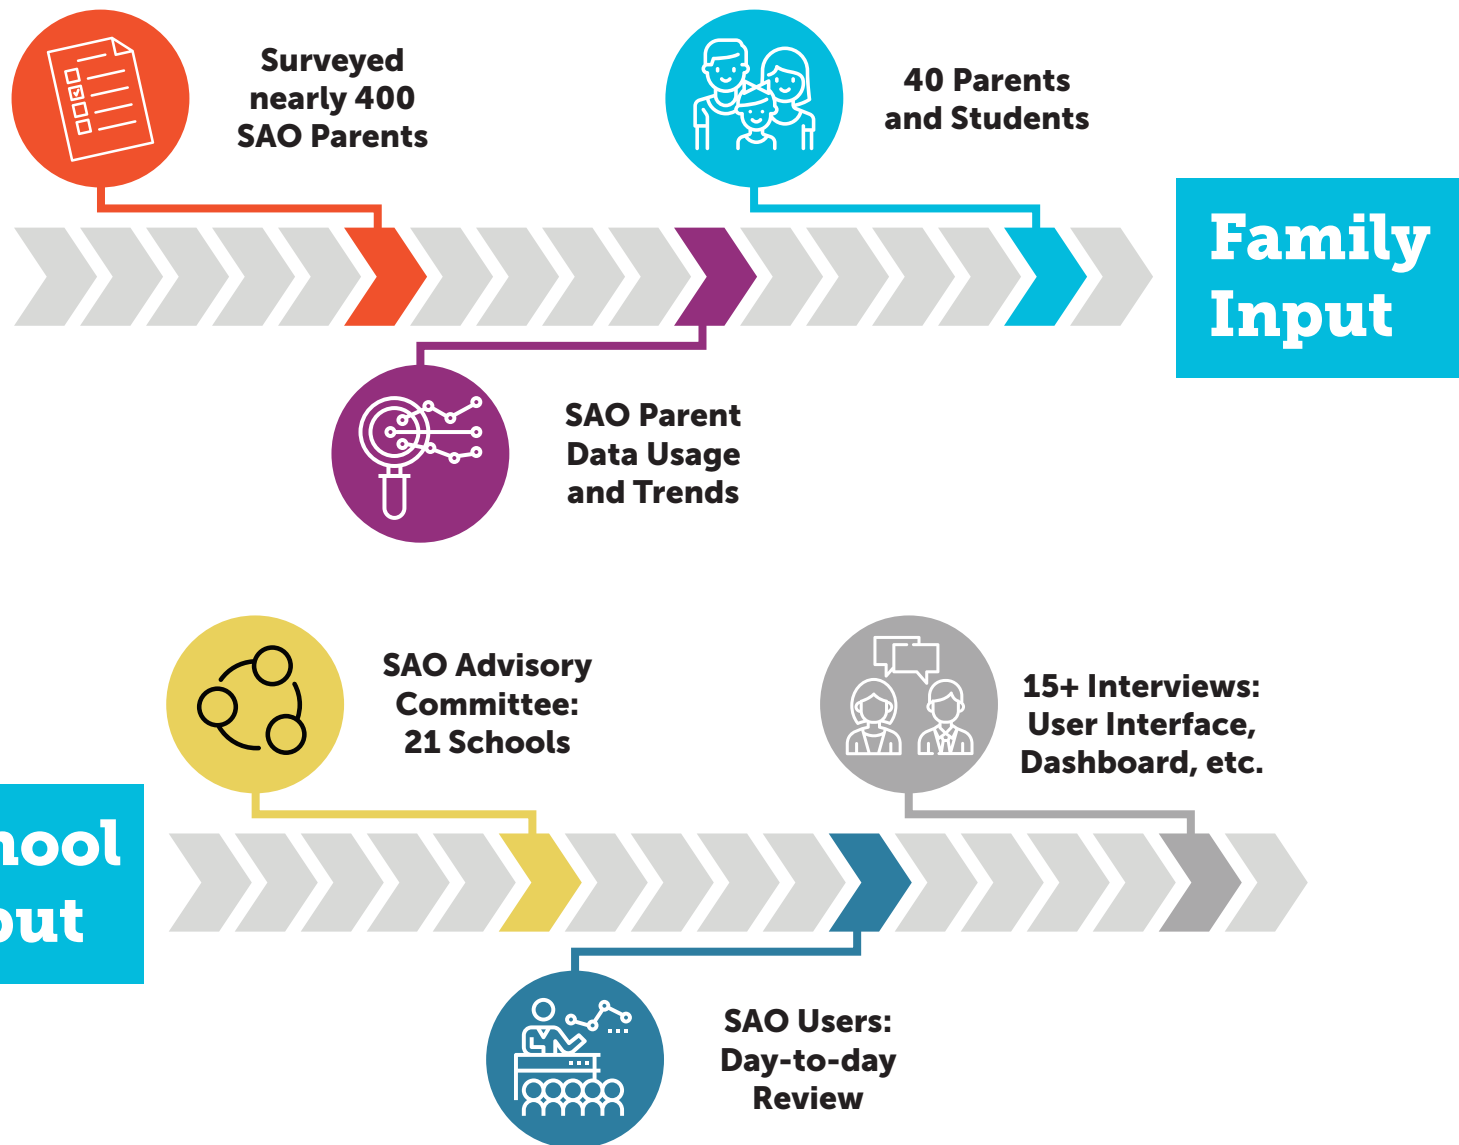 Surveyed
nearly 400
SAO Parents
40 Parents
and Students
Family
Input
SAO Parent
Data Usage
and Trends
SAO Advisory
Committee:
21 Schools
15+ Interviews:
User Interface,
Dashboard, etc.
hool
put
SAO Users:
Day-to-day
Review